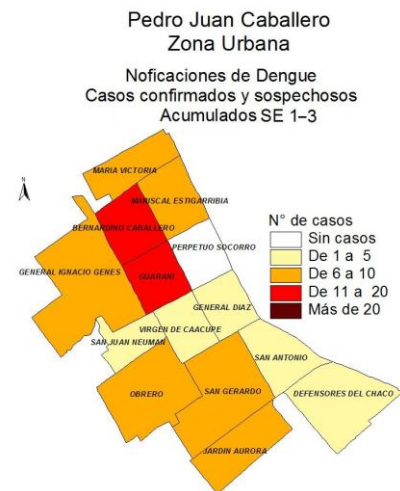 Pedro Juan Caballero
Zona Urbana
Noficaciones de Dengue
Casos confirmados y sospechosos
Acumulados SE 1–3
MARIA VICTORIA
N
MARISCAL ESTIGARRIBIA
BERNARDINO CABALLERO
PERPETUO SOCORRO
GENERAL IGNACIO GENES
GUARANI
GENERAL DIAZ
VIRGEN DE CAACUPE
SAN JUAN NEUMAN
SAN ANTONIO
OBRERO
SAN GERARDO
DEFENSORES DEL CHACO
JARDIN AURORA
N° de casos
Sin casos
De 1 a 5
De 6 a 10
De 11 a 20
Más de 20